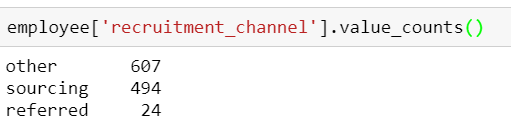 employee['recruitment_channel'].value_counts()
other 607
sourcing 494
referred 24